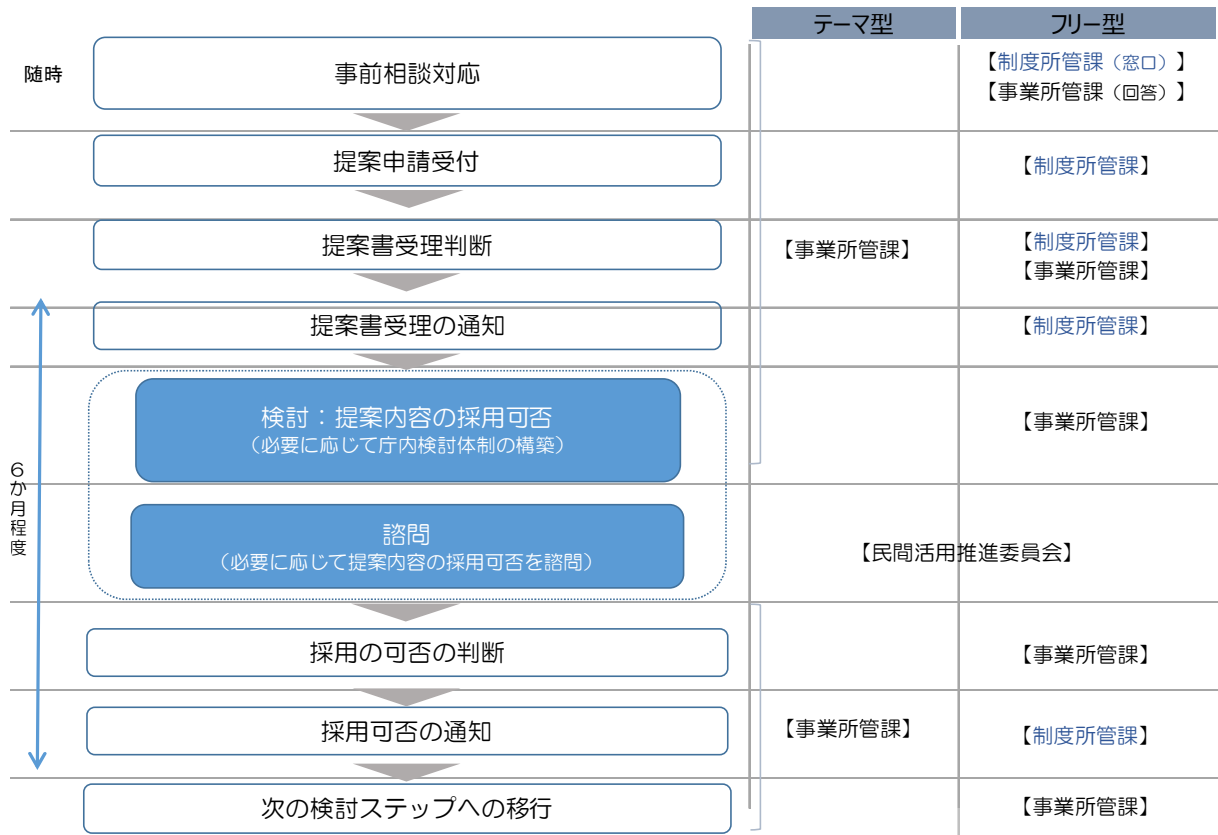 テーマ型
フリー型
随時
事前相談対応
【制度所管課（窓口）】
【事業所管課（回答）】
提案申請受付
【制度所管課】
提案書受理判断
【事業所管課】
【制度所管課】
【事業所管課】
提案書受理の通知
【制度所管課】
6か月程度
検討：提案内容の採用可否
（必要に応じて庁内検討体制の構築）
【事業所管課】
諮問
（必要に応じて提案内容の採用可否を諮問）
【民間活用推進委員会】
採用の可否の判断
【事業所管課】
採用可否の通知
【事業所管課】
【制度所管課】
次の検討ステップへの移行
【事業所管課】